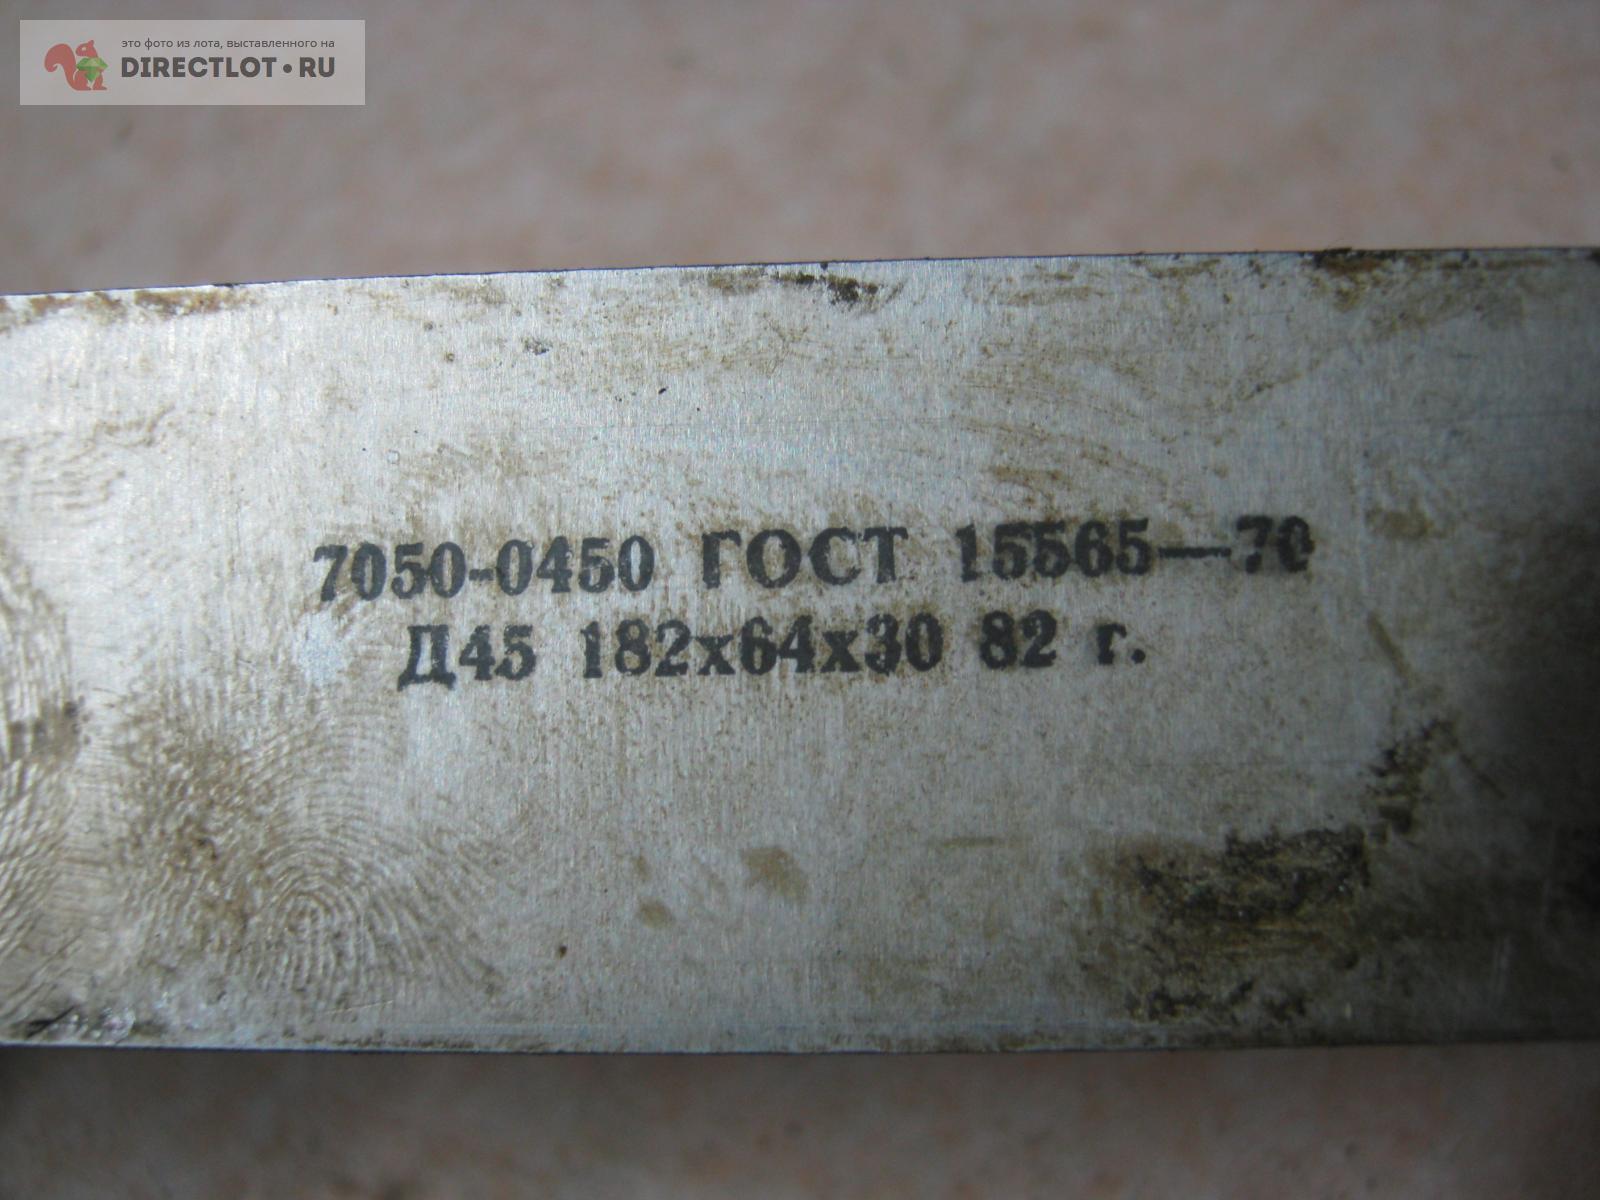 это фото из лота, выставленного на
DIRECTLOT•RU
7050-0450 ГОСТ 15565—70
Д45 182х64х30 82 г.